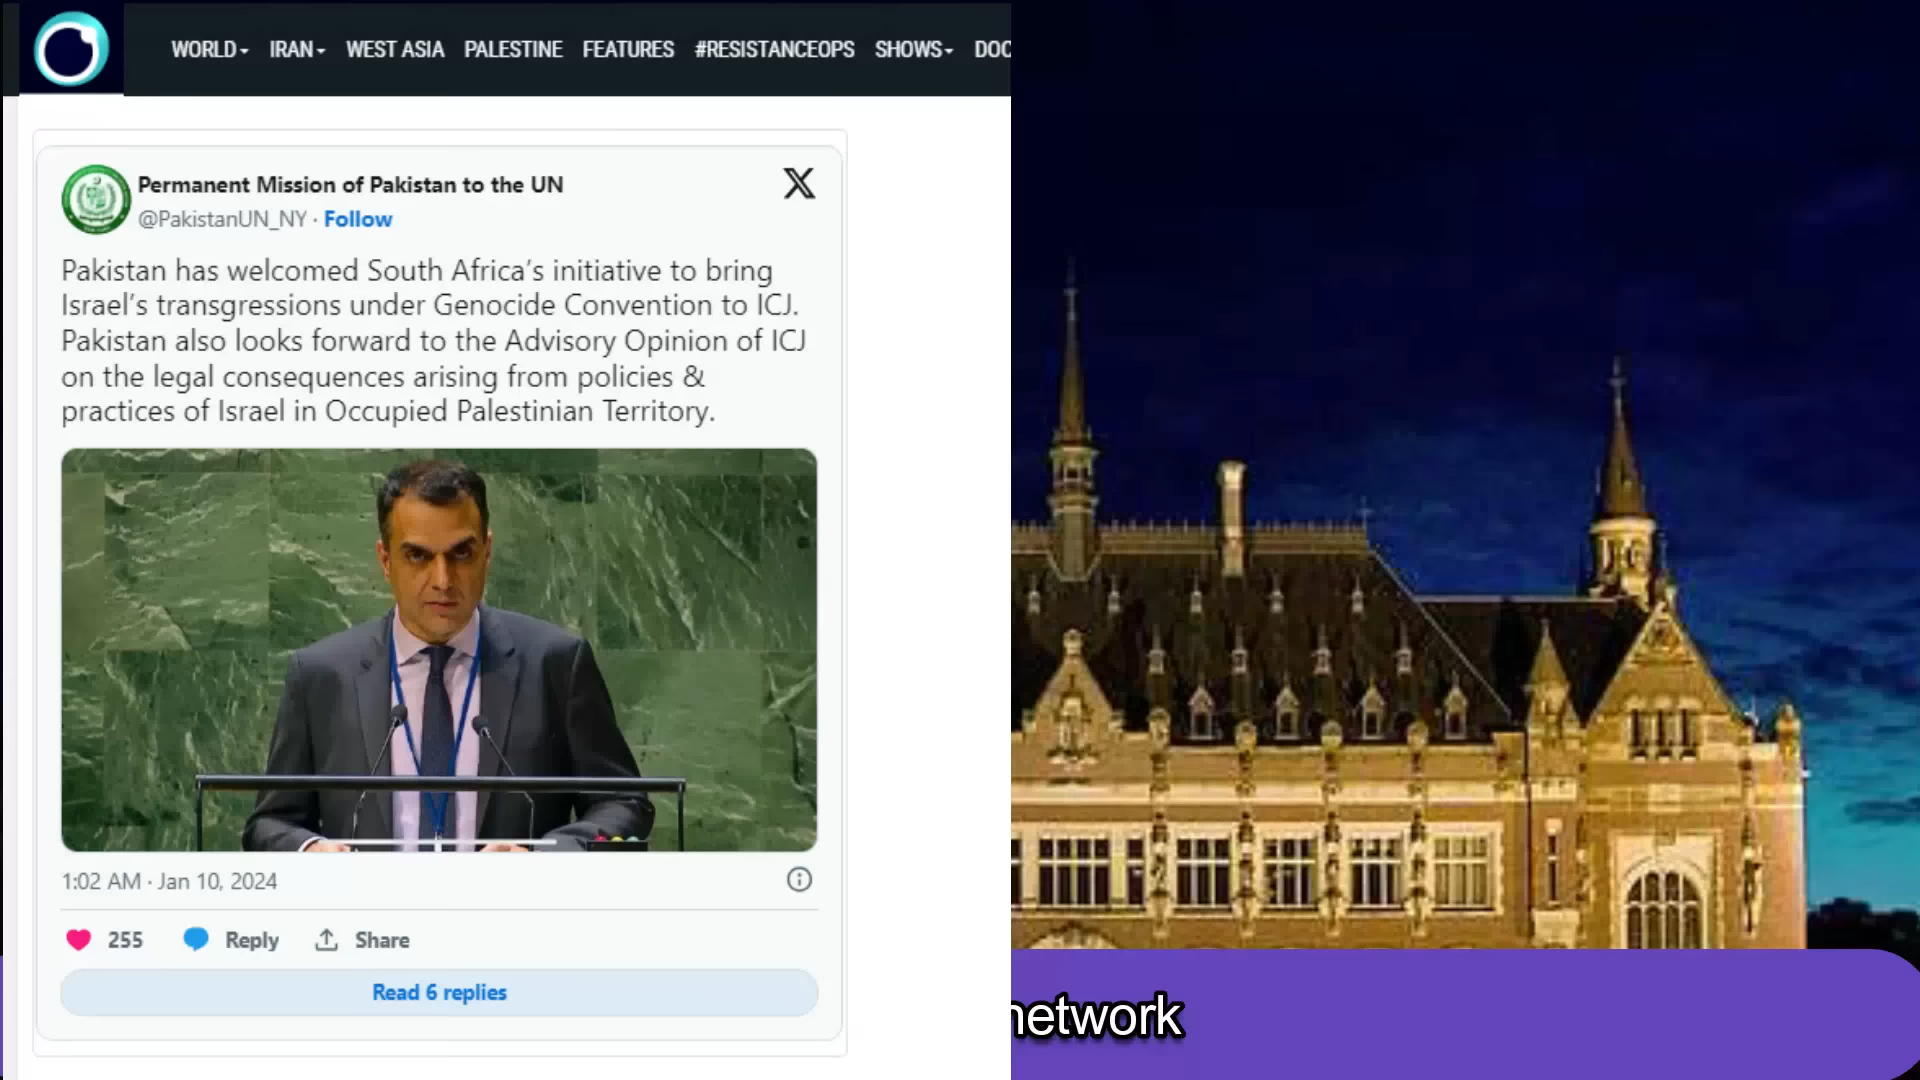 WORLD IRAN WEST ASIA PALESTINE FEATURES #RESISTANCEOPS SHOWS DOC
Permanent Mission of Pakistan to the UN
@PakistanUN_NY · Follow
Pakistan has welcomed South Africa's initiative to bring
Israel's transgressions under Genocide Convention to ICJ.
Pakistan also looks forward to the Advisory Opinion of ICJ
on the legal consequences arising from policies &
practices of Israel in Occupied Palestinian Territory.
1:02 AM · Jan 10, 2024
255 Reply Share
Read 6 replies
network